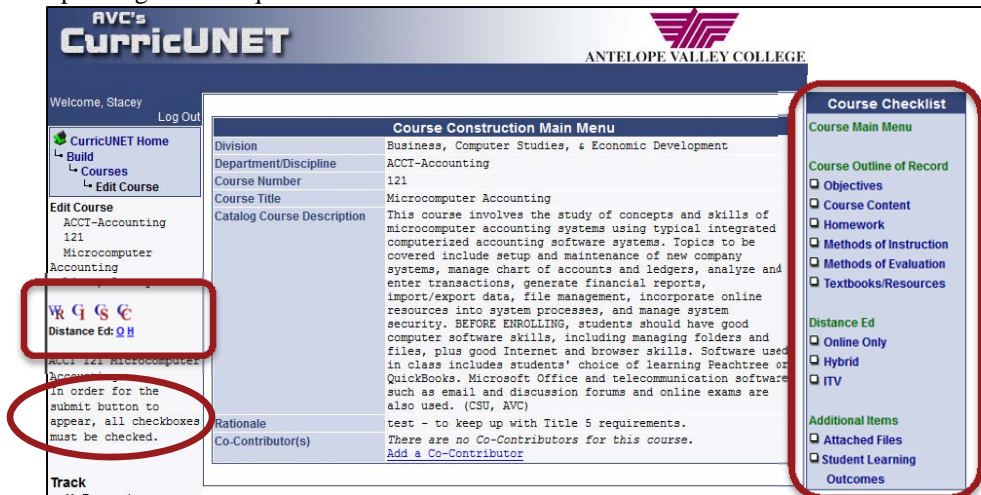 AVC's
CurricUNET
ANTELOPE VALLEY COLLEGE
Welcome, Stacey
Log Out
CurricUNET Home
Build
Courses
Edit Course
Edit Course
ACCT-Accounting
121
Microcomputer
Accounting
WR CI CS CC
Distance Ed: O H
ACCT 121 Microcomputer
Accounting
In order for the
submit button to
appear, all checkboxes
must be checked.
Track
Course Construction Main Menu
Division Business, Computer Studies, & Economic Development
Department/Discipline ACCT-Accounting
Course Number 121
Course Title Microcomputer Accounting
Catalog Course Description This course involves the study of concepts and skills of
microcomputer accounting systems using typical integrated
computerized accounting software systems. Topics to be
covered include setup and maintenance of new company
systems, manage chart of accounts and ledgers, analyze and
enter transactions, generate financial reports,
import/export data, file management, incorporate online
resources into system processes, and manage system
security. BEFORE ENROLLING, students should have good
computer software skills, including managing folders and
files, plus good Internet and browser skills. Software used
in class includes students' choice of learning Peachtree or
QuickBooks. Microsoft Office and telecommunication software
such as email and discussion forums and online exams are
also used. (CSU, AVC)
Rationale test - to keep up with Title 5 requirements.
Co-Contributor(s) There are no Co-Contributors for this course.
Add a Co-Contributor
Course Checklist
Course Main Menu
Course Outline of Record
Objectives
Course Content
Homework
Methods of Instruction
Methods of Evaluation
Textbooks/Resources
Distance Ed
Online Only
Hybrid
ITV
Additional Items
Attached Files
Student Learning
Outcomes